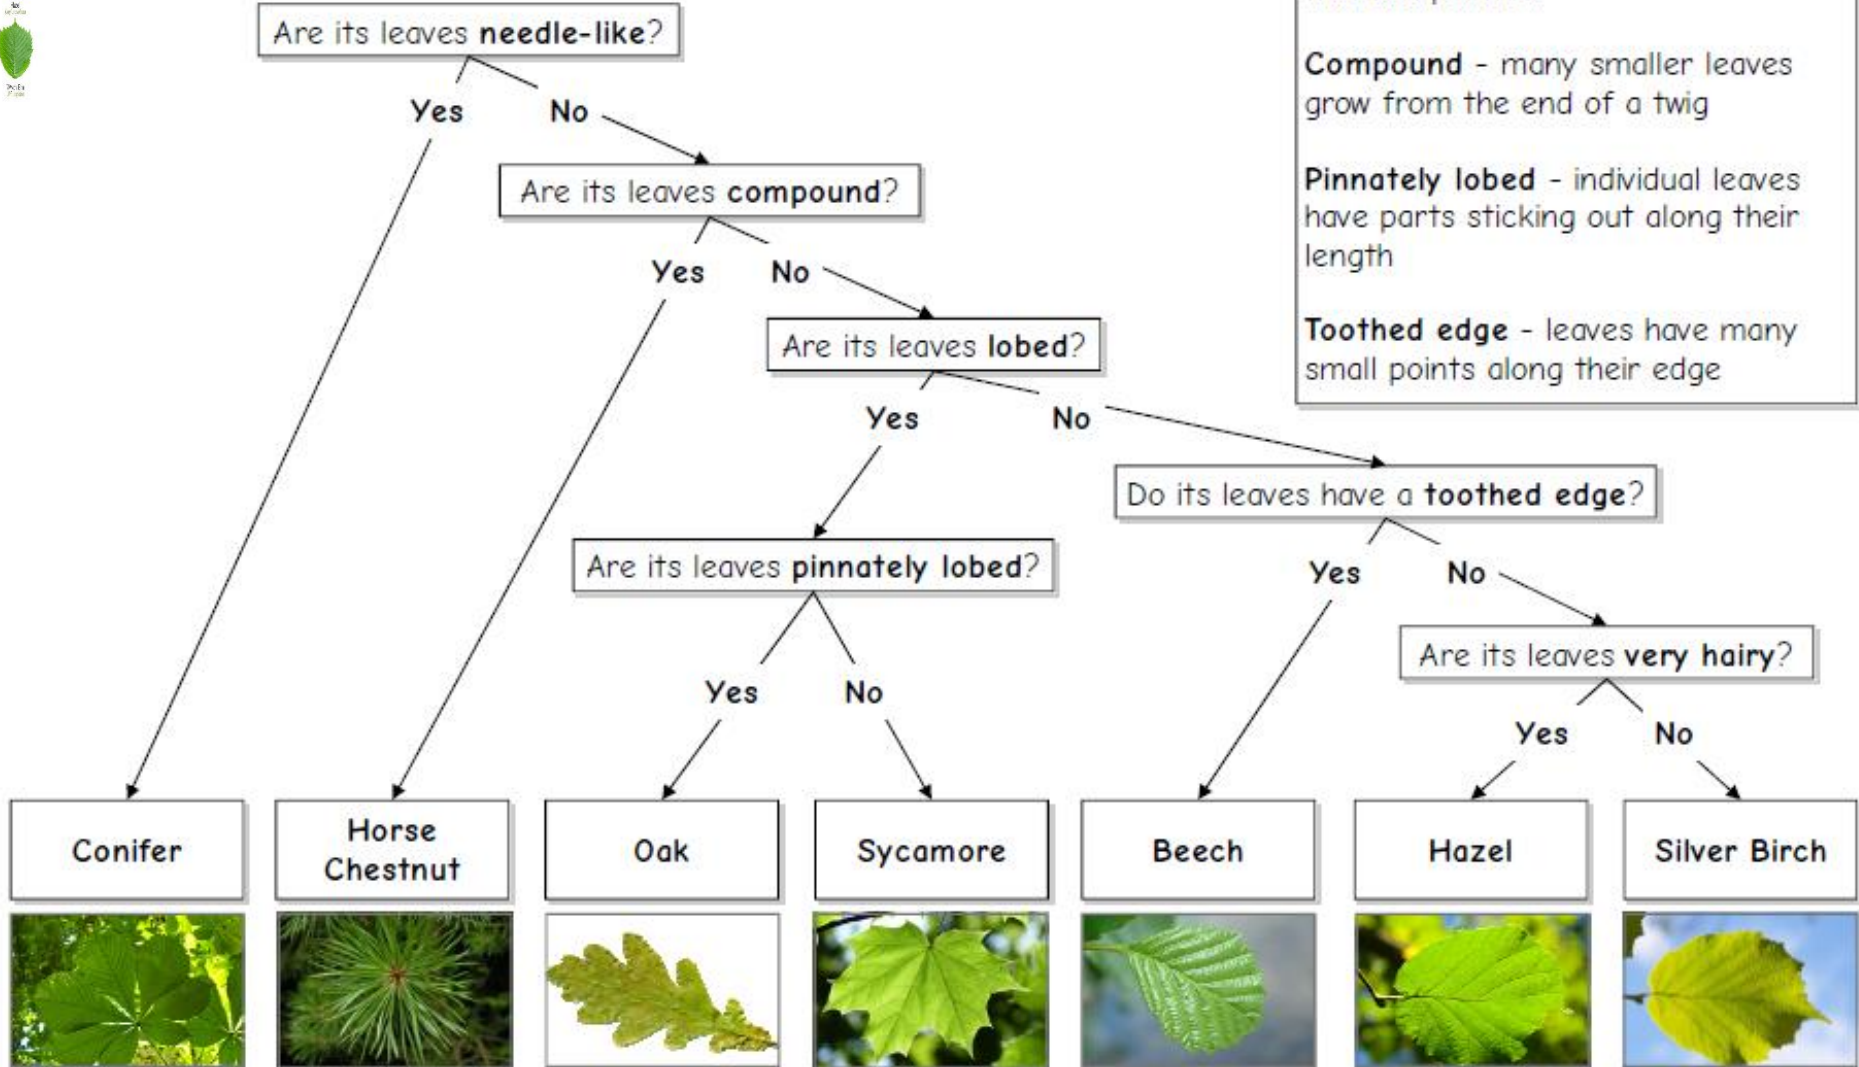 Are its leaves needle-like?
Yes
No
Compound - many smaller leaves
grow from the end of a twig
Are its leaves compound?
Pinnately lobed - individual leaves
have parts sticking out along their
length
Yes
No
Toothed edge - leaves have many
small points along their edge
Are its leaves lobed?
Yes
No
Do its leaves have a toothed edge?
Are its leaves pinnately lobed?
Yes
No
Are its leaves very hairy?
Yes
No
Yes
No
Conifer
Horse
Chestnut
Oak
Sycamore
Beech
Hazel
Silver Birch